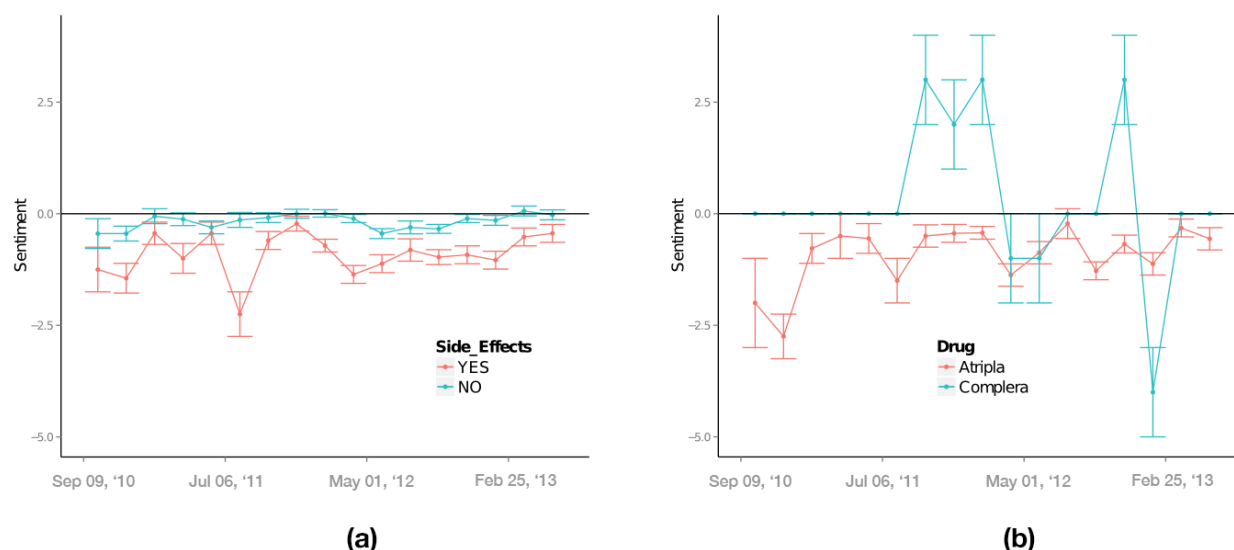 2.5
0.0
−2.5
−5.0
Sentiment
Side_Effects
YES
NO
Sep 09, ‘10
Jul 06, ‘11
May 01, ‘12
Feb 25, ‘13
(a)
2.5
0.0
−2.5
−5.0
Sentiment
Drug
Atripla
Complera
Sep 09, ‘10
Jul 06, ‘11
May 01, ‘12
Feb 25, ‘13
(b)